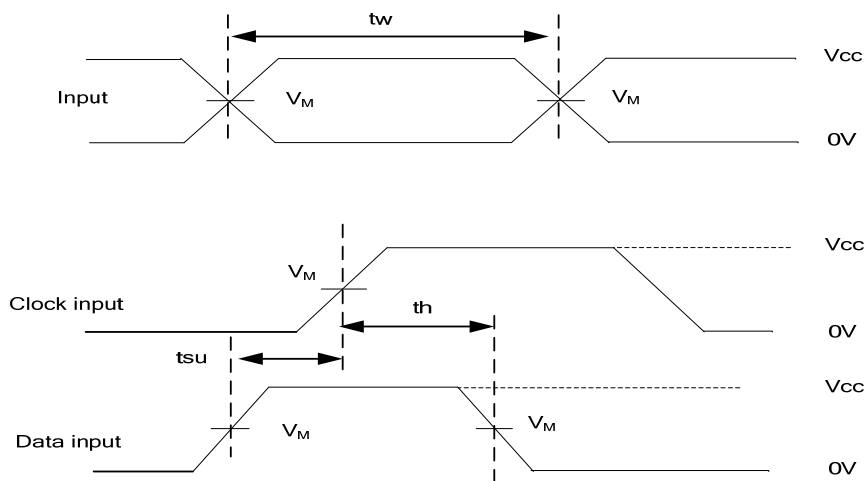 tw
Vcc
Input
VM
VM
0V
Vcc
VM
Clock input
th
0V
tsu
Vcc
VM
VM
Data input
0V